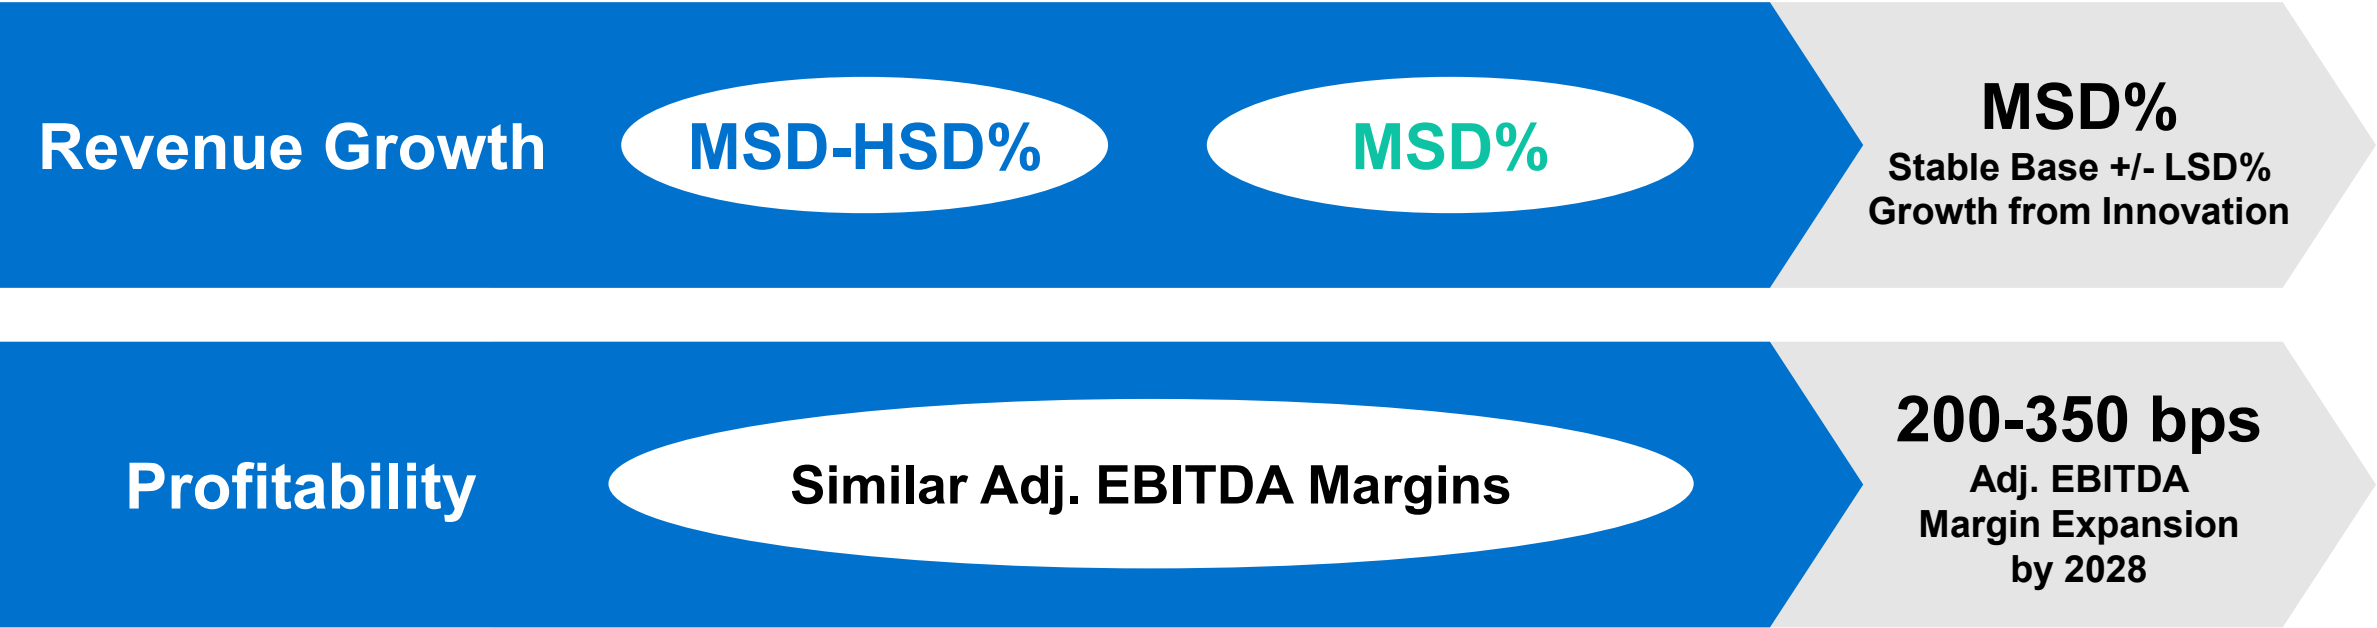 Revenue Growth
MSD-HSD%
MSD%
MSD%
Stable Base +/- LSD%
Growth from Innovation
Profitability
Similar Adj. EBITDA Margins
200-350 bps
Adj. EBITDA
Margin Expansion
by 2028